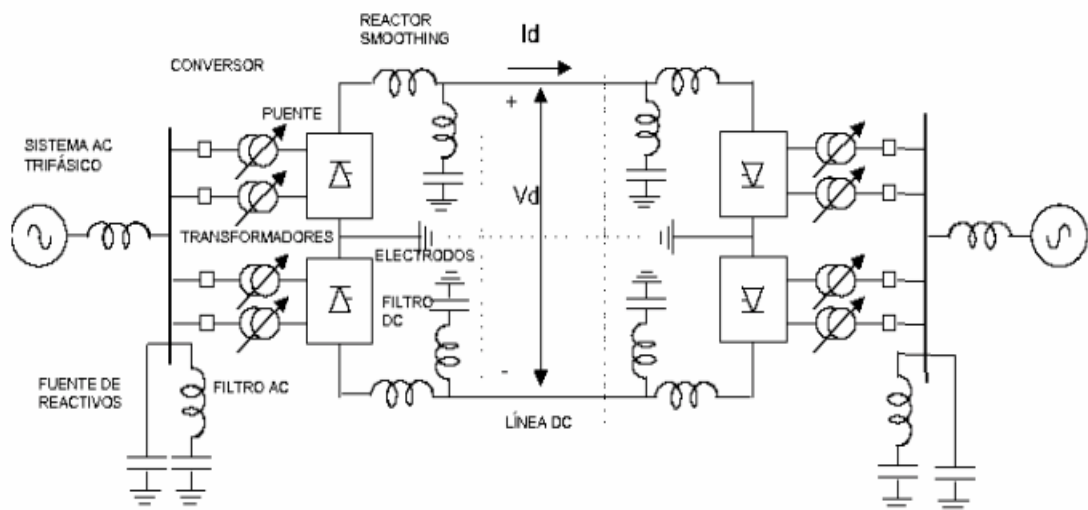 REACTOR
SMOOTHING
Id
CONVERSOR
+
PUENTE
SISTEMA AC
TRIFÁSICO
Vd
TRANSFORMADORES
ELECTRODOS
FILTRO
DC
-
FUENTE DE
REACTIVOS
FILTRO AC
LÍNEA DC